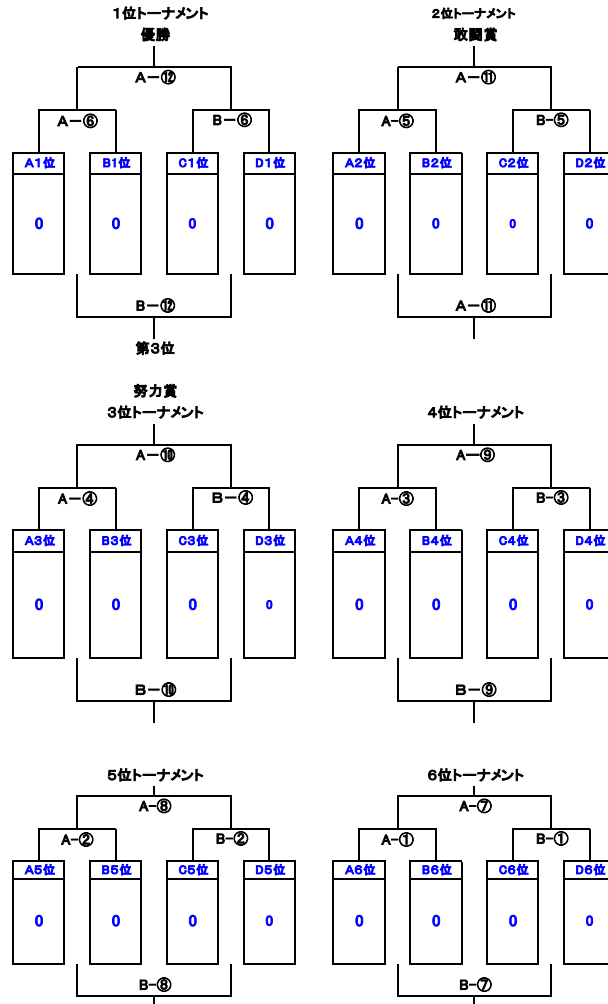 1位トーナメント
優勝
A－⑫
A－⑥
B－⑥
A1位
B1位
C1位
D1位
0
0
0
0
B－⑫
第3位
2位トーナメント
敢闘賞
A－⑪
A-⑤
B-⑤
A2位
B2位
C2位
D2位
0
0
0
0
A－⑪
努力賞
3位トーナメント
A－⑩
A－④
B－④
A3位
B3位
C3位
D3位
0
0
0
0
B－⑩
4位トーナメント
A－⑨
A-③
B-③
A4位
B4位
C4位
D4位
0
0
0
0
B－⑨
5位トーナメント
A-⑧
A-②
B-②
A5位
B5位
C5位
D5位
0
0
0
0
B-⑧
6位トーナメント
A-⑦
A-①
B-①
A6位
B6位
C6位
D6位
0
0
0
0
B-⑦